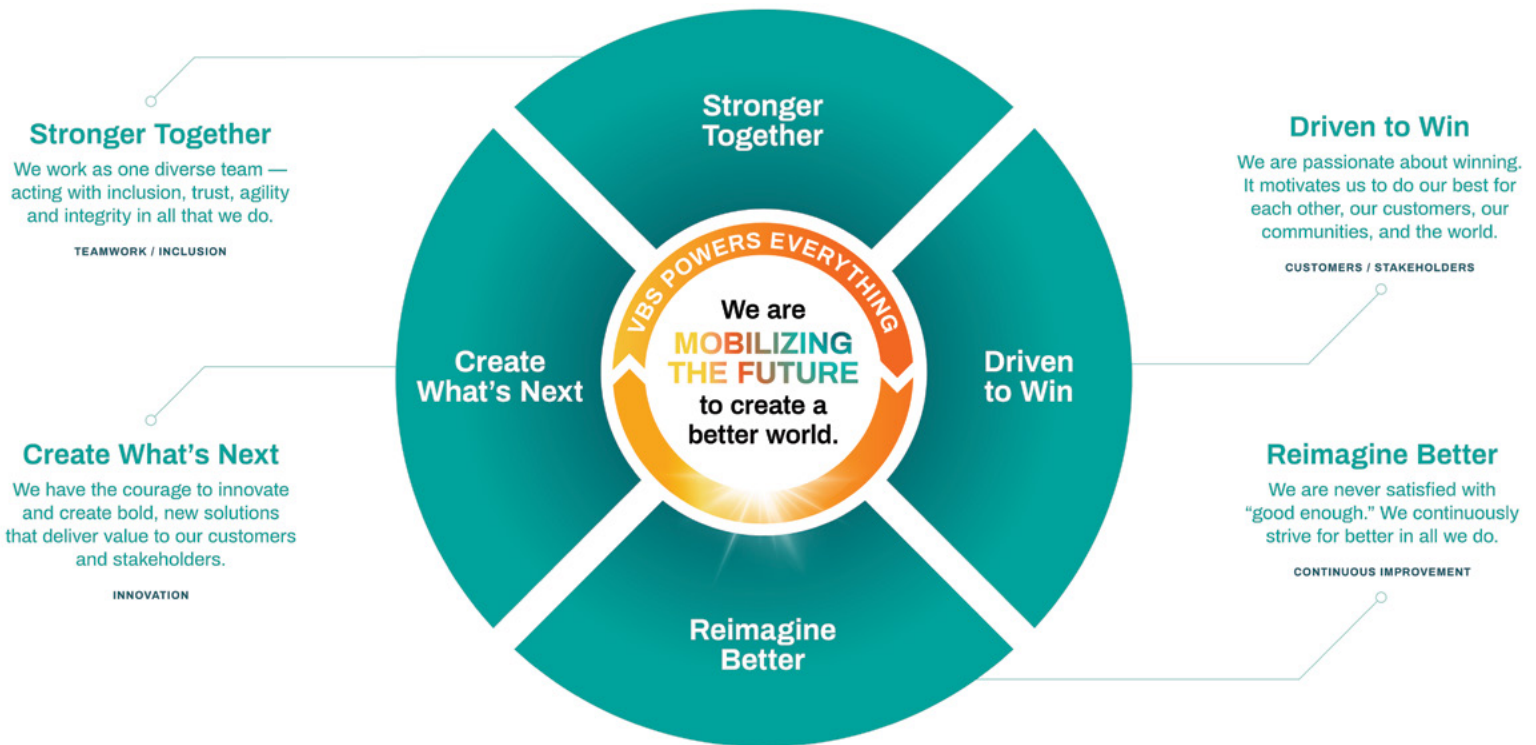 Stronger Together
We work as one diverse team —
acting with inclusion, trust, agility
and integrity in all that we do.
TEAMWORK / INCLUSION
Create What’s Next
We have the courage to innovate
and create bold, new solutions
that deliver value to our customers
and stakeholders.
INNOVATION
Stronger
Together
Create
What’s Next
VBS POWERS EVERYTHING
We are
MOBILIZING
THE FUTURE
to create a
better world.
Driven
to Win
Reimagine
Better
Driven to Win
We are passionate about winning.
It motivates us to do our best for
each other, our customers, our
communities, and the world.
CUSTOMERS / STAKEHOLDERS
Reimagine Better
We are never satisfied with
“good enough.” We continuously
strive for better in all we do.
CONTINUOUS IMPROVEMENT